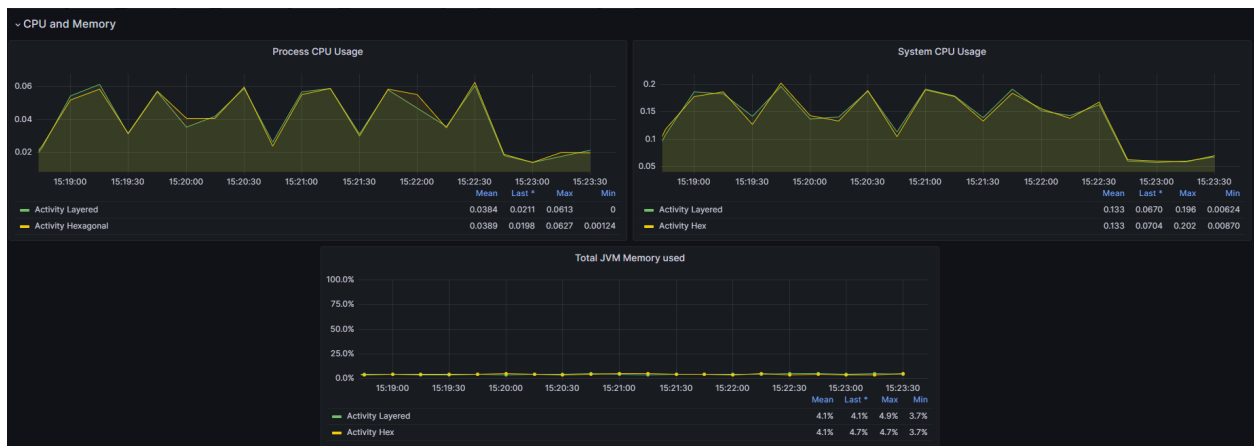 CPU and Memory
Process CPU Usage
0.06
0.04
0.02
15:19:00 15:19:30 15:20:00 15:20:30 15:21:00 15:21:30 15:22:00 15:22:30 15:23:00 15:23:30
Mean Last * Max Min
Activity Layered 0.0384 0.0211 0.0613 0
Activity Hexagonal 0.0389 0.0198 0.0627 0.00124
System CPU Usage
0.2
0.15
0.1
0.05
15:19:00 15:19:30 15:20:00 15:20:30 15:21:00 15:21:30 15:22:00 15:22:30 15:23:00 15:23:30
Mean Last * Max Min
Activity Layered 0.133 0.0670 0.196 0.00624
Activity Hex 0.133 0.0704 0.202 0.00870
Total JVM Memory used
100.0%
75.0%
50.0%
25.0%
0.0%
15:19:00 15:19:30 15:20:00 15:20:30 15:21:00 15:21:30 15:22:00 15:22:30 15:23:00 15:23:30
Mean Last * Max Min
Activity Layered 4.1% 4.1% 4.9% 3.7%
Activity Hex 4.1% 4.7% 4.7% 3.7%